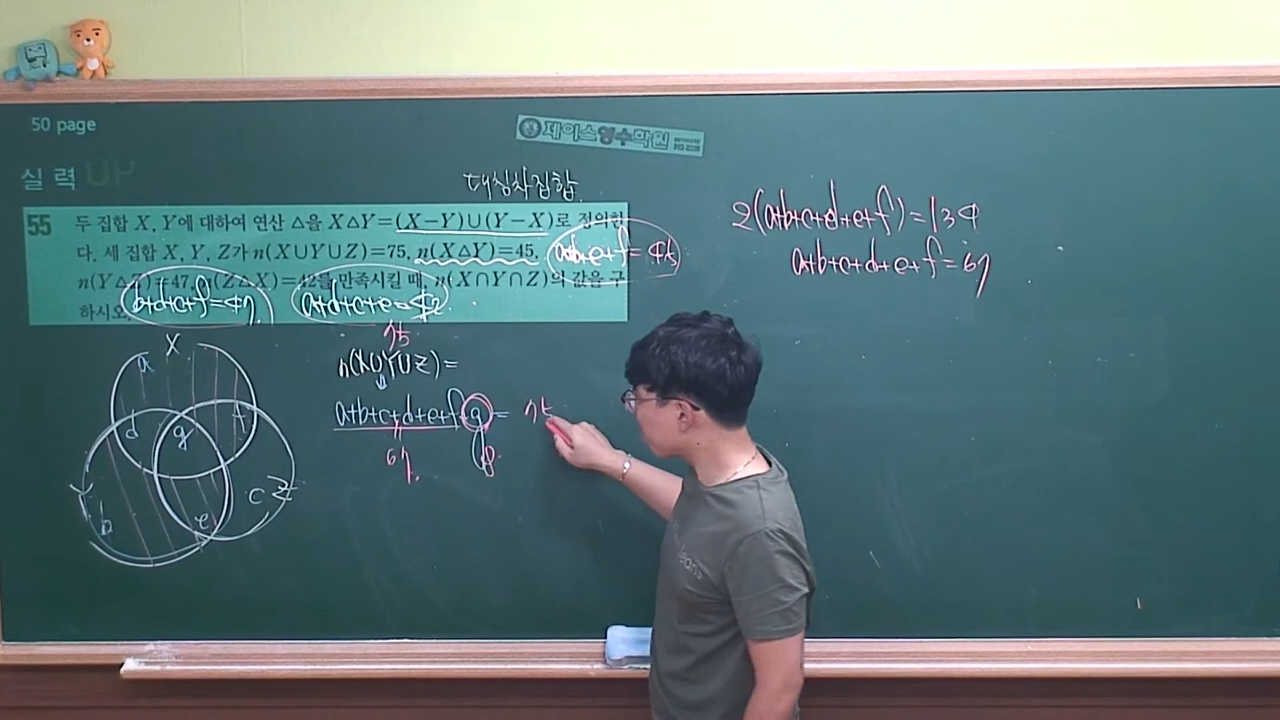 50 page
제이스영수학원
실력 UP
대칭차집합
55 두 집합 X, Y에 대하여 연산 △을 X△Y=(X-Y)∪(Y-X)로 정의한
다. 세 집합 X, Y, Z가 n(X∪Y∪Z)=75, n(X△Y)=45,
a+b+e+f=45
n(Y△Z)=47, n(Z△X)=42를 만족시킬 때, n(X∩Y∩Z)의 값을 구
하시오.
b+d+c+f=47,
a+d+c+e=42.
2(a+b+c+d+e+f)=134
a+b+c+d+e+f=67
75
n(X∪Y∪Z)=
a+b+c+d+e+f+g= 75
67. 8.
X
a
d
g
f
Y
b
e
c
Z
Jeans